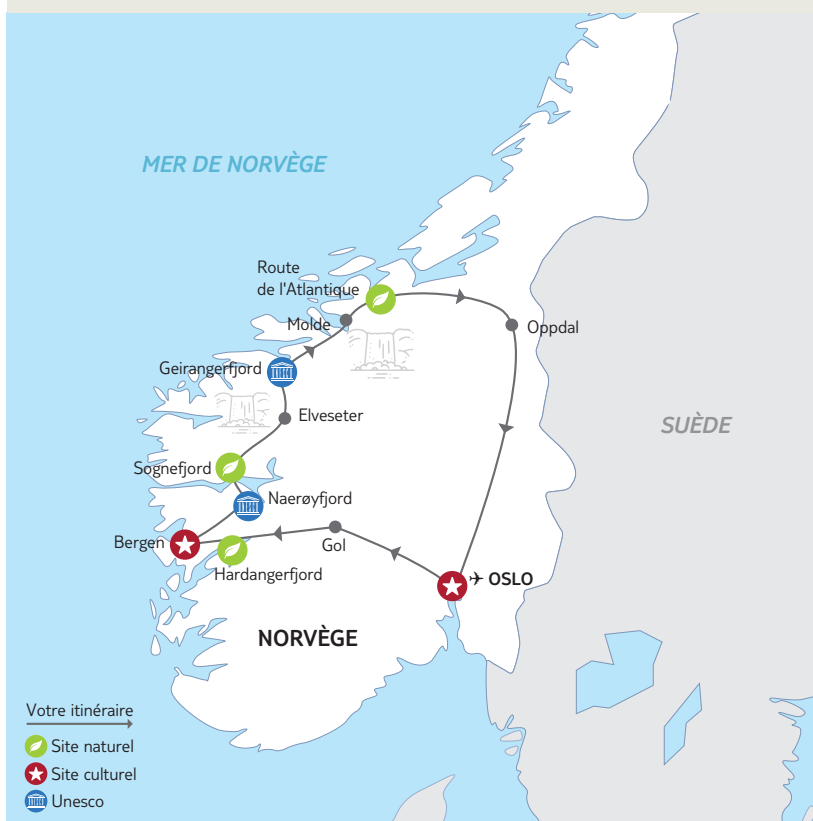 MER DE NORVÈGE
Route
de l'Atlantique
Molde
Oppdal
Geirangerfjord
Elveseter
SUÈDE
Sognefjord
Naerøyfjord
Bergen
Gol
Hardangerfjord
OSLO
NORVÈGE
Votre itinéraire
Site naturel
Site culturel
Unesco